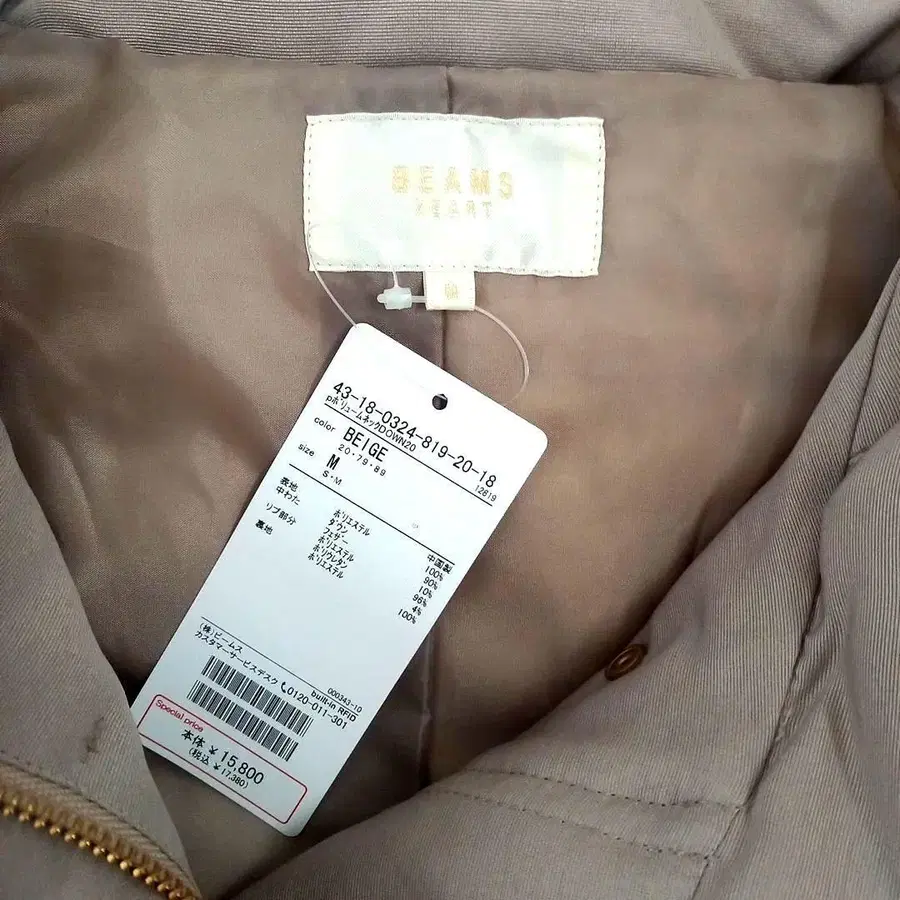 BEAMS
HEART
M
43-18-0324-819-20-18
pボリュームネックDOWN20
12819
color BEIGE
20・79・89
size M
S・M
中国製
表地 ポリエステル 100%
中わた ダウン 90%
フェザー 10%
リブ部分 ポリエステル 96%
ポリウレタン 4%
裏地 ポリエステル 100%
(株)ビームス
カスタマーサービスデスク 0120-011-301
000343-10
built-in RFID
Special price
本体 ¥15,800
(税込 ¥17,380)